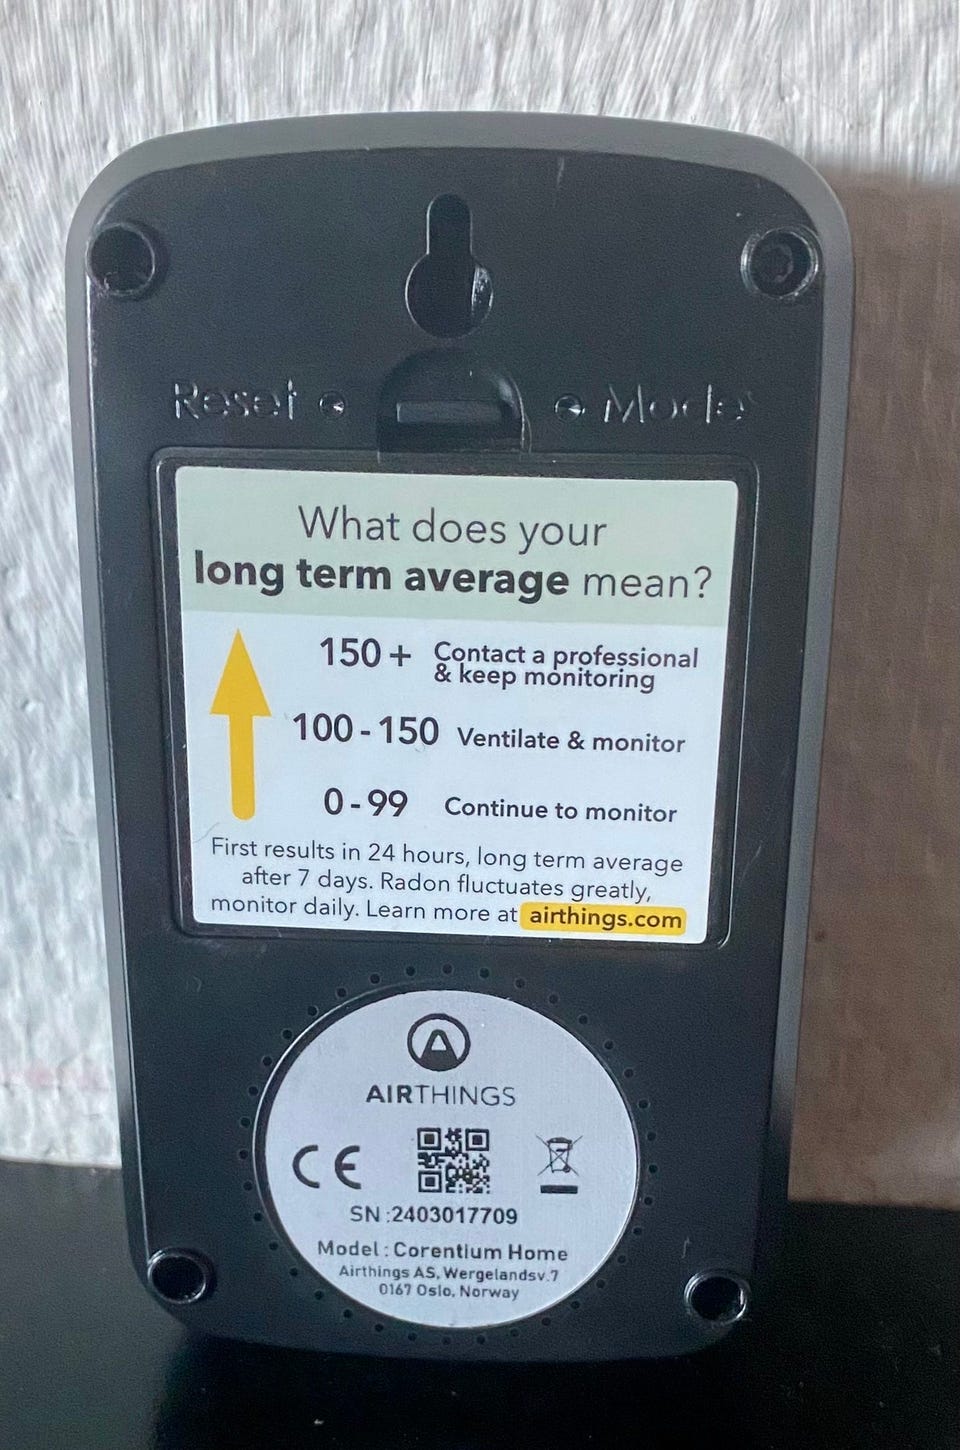 Reset Mode
What does your
long term average mean?
150+ Contact a professional
& keep monitoring
100-150 Ventilate & monitor
0-99 Continue to monitor
First results in 24 hours, long term average
after 7 days. Radon fluctuates greatly,
monitor daily. Learn more at airthings.com
AIRTHINGS
CE
SN:2403017709
Model: Corentium Home
Airthings AS, Wergelandsv.7
0167 Oslo, Norway